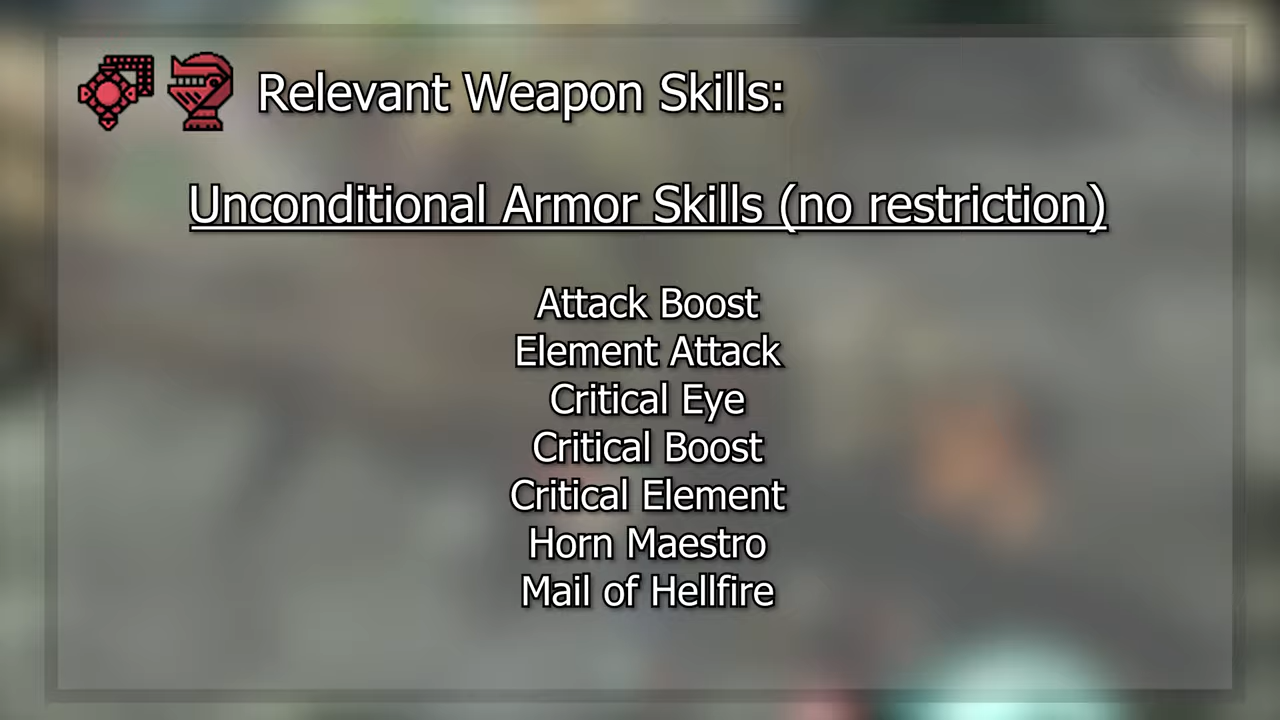 Relevant Weapon Skills:
Unconditional Armor Skills (no restriction)
Attack Boost
Element Attack
Critical Eye
Critical Boost
Critical Element
Horn Maestro
Mail of Hellfire